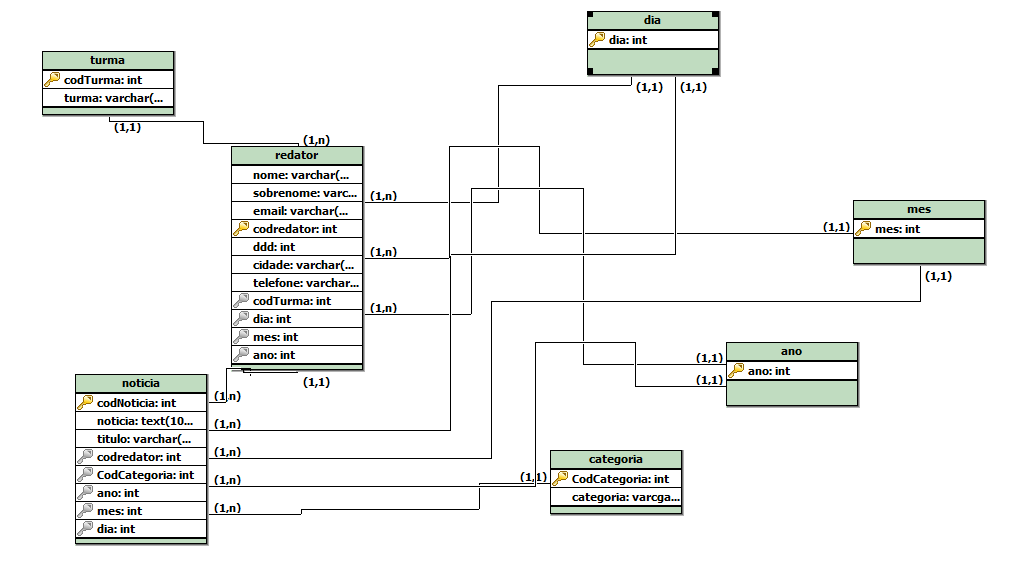 dia
dia: int
(1,1)
(1,1)
turma
codTurma: int
turma: varchar(...
(1,1)
(1,n)
redator
nome: varchar(...
sobrenome: varc...
email: varchar(...
codredator: int
ddd: int
cidade: varchar(...
telefone: varchar...
codTurma: int
dia: int
mes: int
ano: int
(1,n)
(1,n)
(1,n)
(1,1)
mes
mes: int
(1,1)
(1,1)
ano
ano: int
(1,1)
(1,1)
noticia
codNoticia: int
noticia: text(10...
titulo: varchar(...
codredator: int
CodCategoria: int
ano: int
mes: int
dia: int
(1,n)
(1,n)
(1,n)
(1,n)
(1,n)
categoria
CodCategoria: int
categoria: varcga...
(1,1)